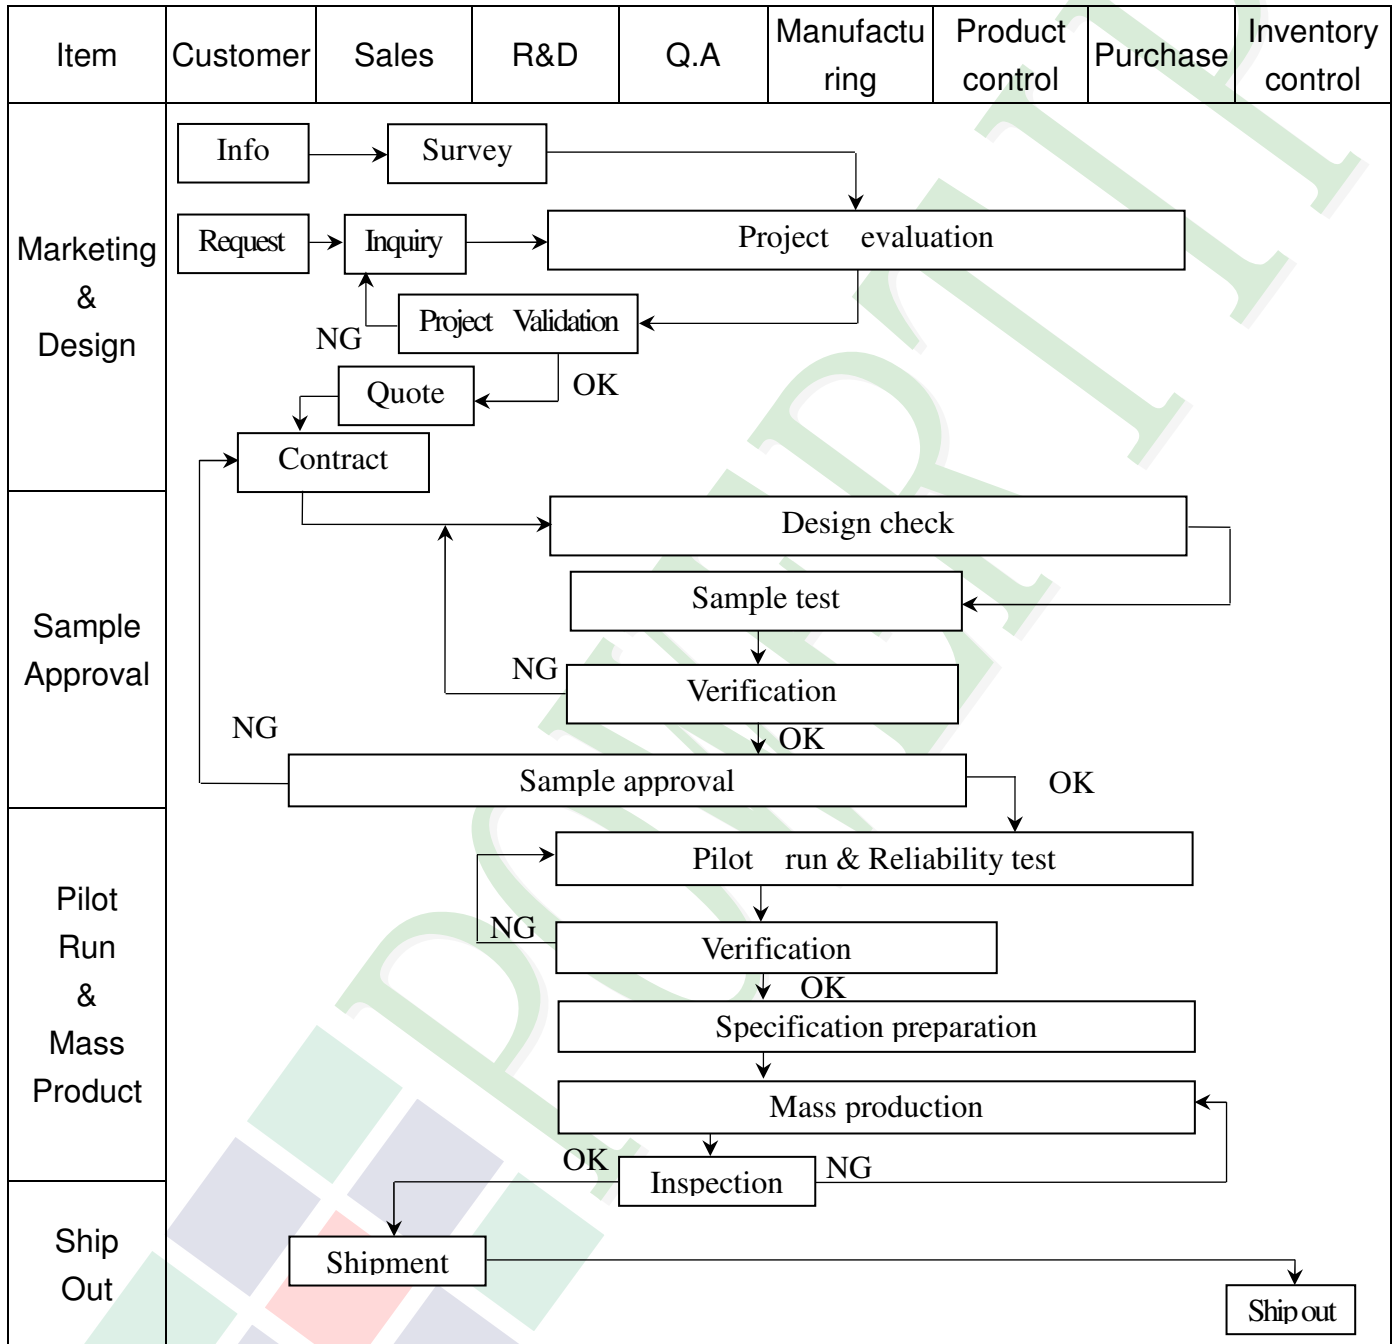 Item
Customer
Sales
R&D
Q.A
Manufactu
ring
Product
control
Purchase
Inventory
control
Marketing
&
Design
Info
Survey
Request
Inquiry
Project evaluation
NG
Project Validation
Quote
OK
Contract
Sample
Approval
Design check
Sample test
NG
Verification
NG
OK
Sample approval
OK
Pilot
Run
&
Mass
Product
Pilot run & Reliability test
NG
Verification
OK
Specification preparation
Mass production
OK
Inspection
NG
Ship
Out
Shipment
Ship out
POWERTIP